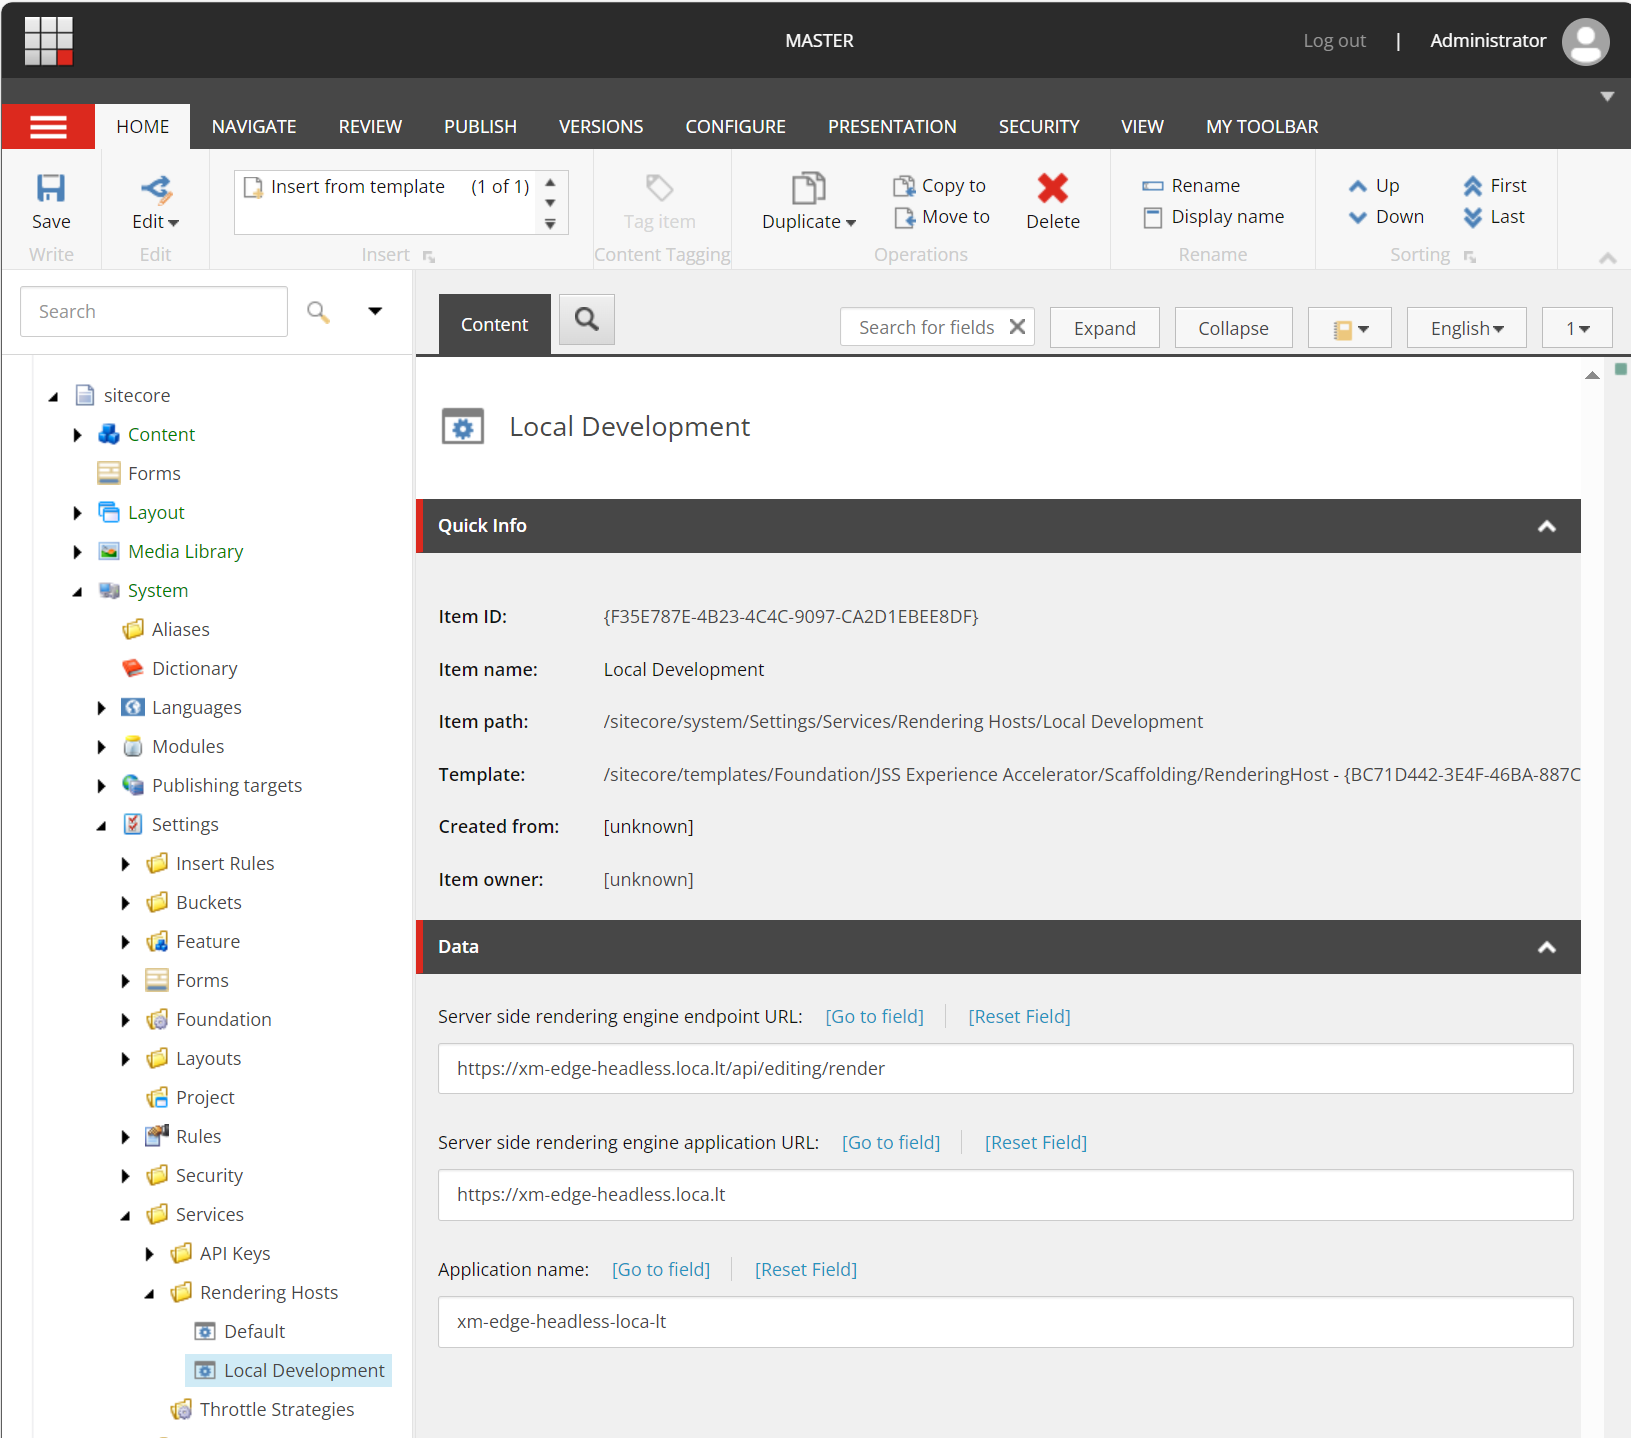 MASTER
Log out | Administrator
HOME NAVIGATE REVIEW PUBLISH VERSIONS CONFIGURE PRESENTATION SECURITY VIEW MY TOOLBAR
Save
Write
Edit
Edit
Insert from template (1 of 1)
Insert
Tag item
Content Tagging
Duplicate
Copy to
Move to
Delete
Operations
Rename
Display name
Rename
Up
Down
First
Last
Sorting
Search
sitecore
Content
Forms
Layout
Media Library
System
Aliases
Dictionary
Languages
Modules
Publishing targets
Settings
Insert Rules
Buckets
Feature
Forms
Foundation
Layouts
Project
Rules
Security
Services
API Keys
Rendering Hosts
Default
Local Development
Throttle Strategies
Content
Search for fields
Expand
Collapse
English
1
Local Development
Quick Info
Item ID: {F35E787E-4B23-4C4C-9097-CA2D1EBEE8DF}
Item name: Local Development
Item path: /sitecore/system/Settings/Services/Rendering Hosts/Local Development
Template: /sitecore/templates/Foundation/JSS Experience Accelerator/Scaffolding/RenderingHost - {BC71D442-3E4F-46BA-887C
Created from: [unknown]
Item owner: [unknown]
Data
Server side rendering engine endpoint URL: [Go to field] [Reset Field]
https://xm-edge-headless.loca.lt/api/editing/render
Server side rendering engine application URL: [Go to field] [Reset Field]
https://xm-edge-headless.loca.lt
Application name: [Go to field] [Reset Field]
xm-edge-headless-loca-lt